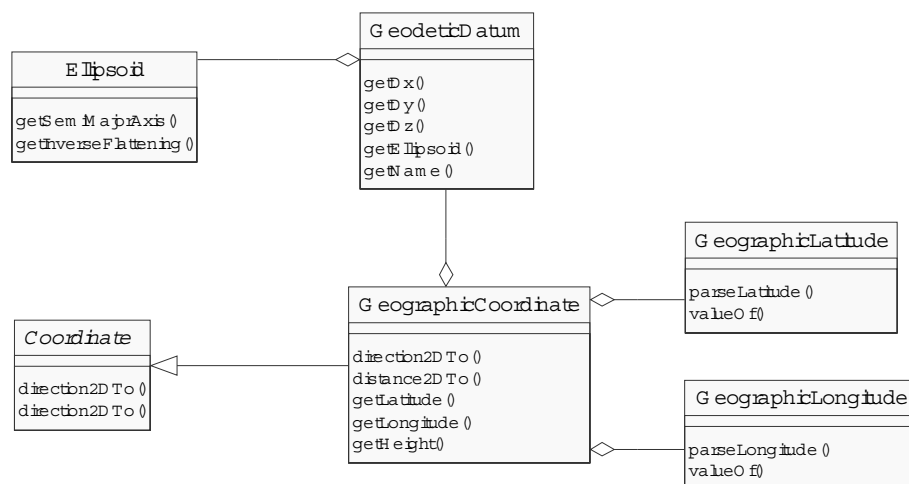 GeodeticDatum
getDx()
getDy()
getDz()
getEllipsoid()
getName()
Ellipsoid
getSemiMajorAxis()
getInverseFlattening()
GeographicLatitude
parseLatitude()
valueOf()
GeographicCoordinate
direction2DTo()
distance2DTo()
getLatitude()
getLongitude()
getHeight()
Coordinate
direction2DTo()
direction2DTo()
GeographicLongitude
parseLongitude()
valueOf()